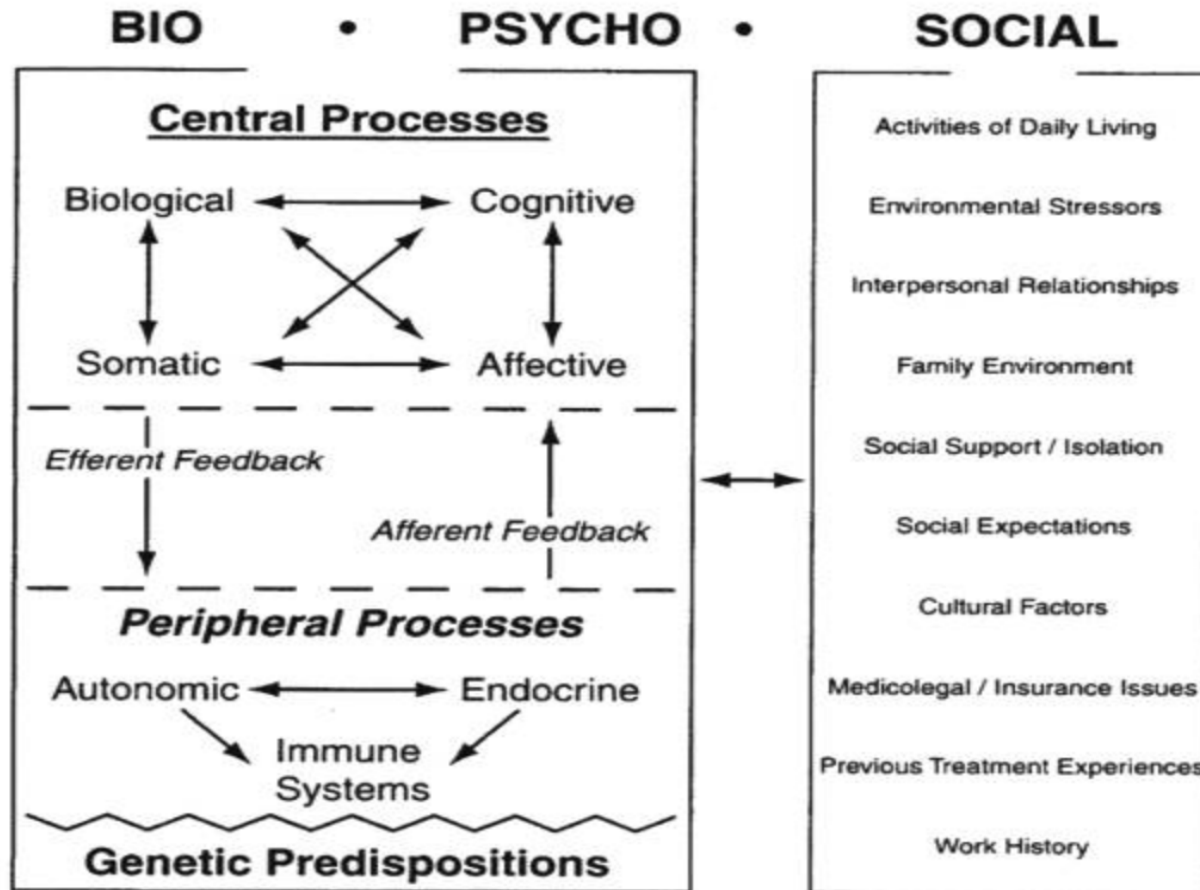 BIO • PSYCHO • SOCIAL
Central Processes
Biological Cognitive
Somatic Affective
Efferent Feedback
Afferent Feedback
Peripheral Processes
Autonomic Endocrine
Immune
Systems
Genetic Predispositions
Activities of Daily Living
Environmental Stressors
Interpersonal Relationships
Family Environment
Social Support / Isolation
Social Expectations
Cultural Factors
Medicolegal / Insurance Issues
Previous Treatment Experiences
Work History